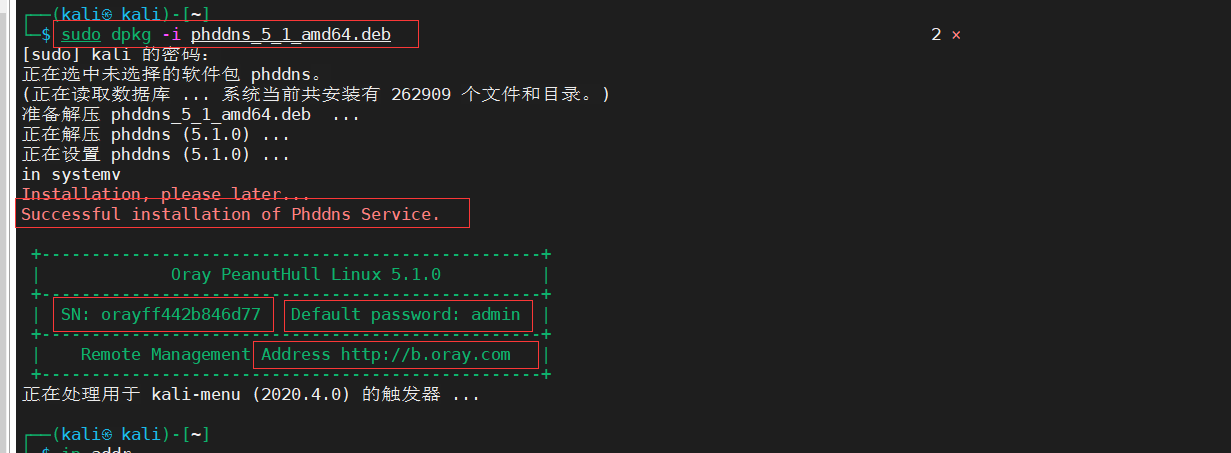 ┌──(kali㉿ kali)-[~]
└─$ sudo dpkg -i phddns_5_1_amd64.deb 2 ⨯
[sudo] kali 的密码：
正在选中未选择的软件包 phddns。
(正在读取数据库 ... 系统当前共安装有 262909 个文件和目录。)
准备解压 phddns_5_1_amd64.deb ...
正在解压 phddns (5.1.0) ...
正在设置 phddns (5.1.0) ...
in systemv
Installation, please later...
Successful installation of Phddns Service.
+--------------------------------------------------+
| Oray PeanutHull Linux 5.1.0 |
+--------------------------------------------------+
| SN: orayff442b846d77 Default password: admin |
+--------------------------------------------------+
| Remote Management Address http://b.oray.com |
+--------------------------------------------------+
正在处理用于 kali-menu (2020.4.0) 的触发器 ...
┌──(kali㉿ kali)-[~]